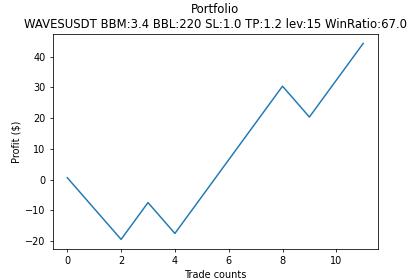 Portfolio
WAVESUSDT BBM:3.4 BBL:220 SL:1.0 TP:1.2 lev:15 WinRatio:67.0
40
30
20
10
0
−10
−20
Profit ($)
0 2 4 6 8 10
Trade counts